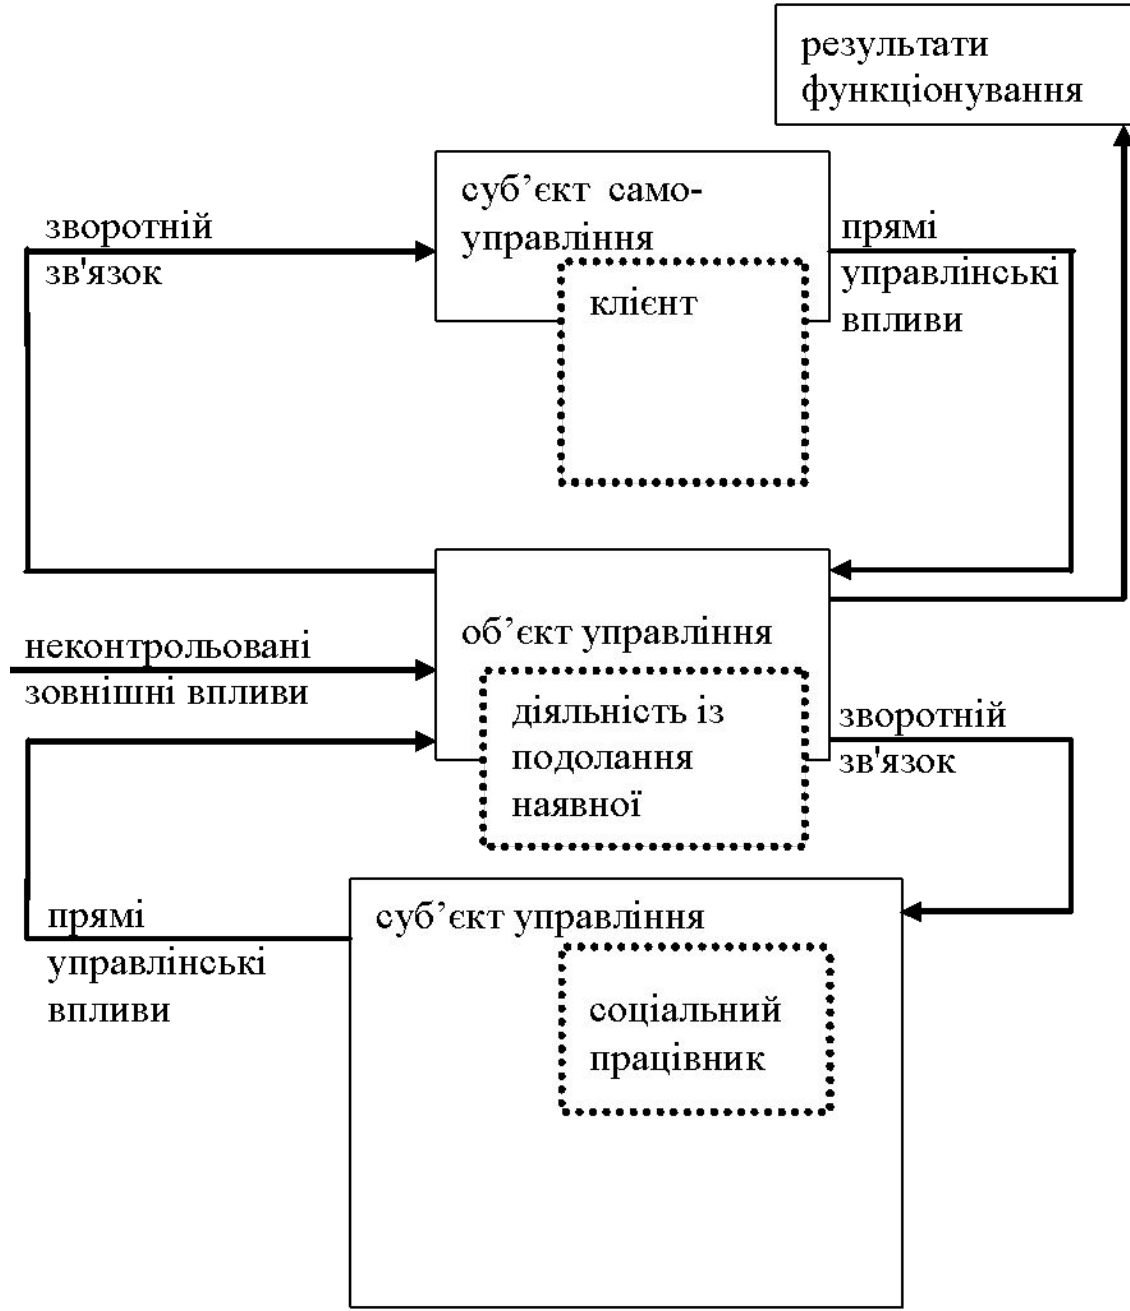 результати
функціонування
суб’єкт само-
управління
клієнт
зворотній
зв'язок
прямі
управлінські
впливи
об’єкт управління
діяльність із
подолання
наявної
неконтрольовані
зовнішні впливи
зворотній
зв'язок
суб’єкт управління
соціальний
працівник
прямі
управлінські
впливи